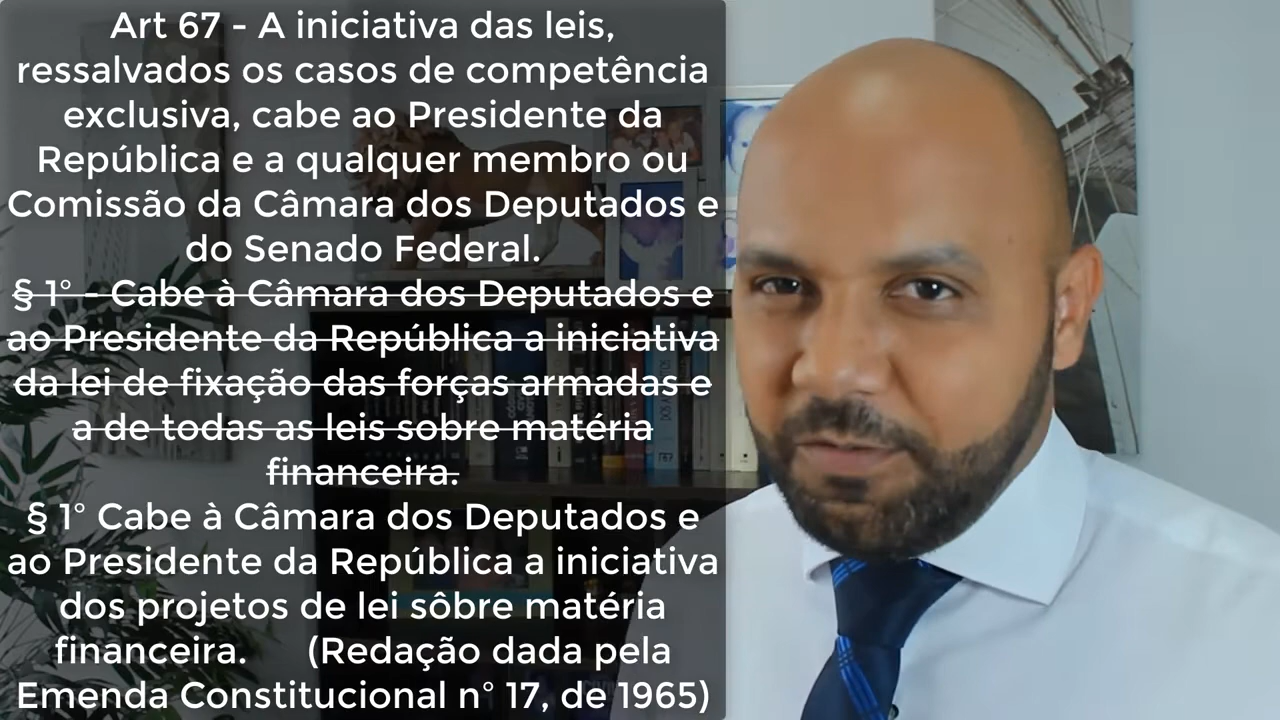 Art 67 - A iniciativa das leis,
ressalvados os casos de competência
exclusiva, cabe ao Presidente da
República e a qualquer membro ou
Comissão da Câmara dos Deputados e
do Senado Federal.
§ 1° - Cabe à Câmara dos Deputados e
ao Presidente da República a iniciativa
da lei de fixação das forças armadas e
a de todas as leis sobre matéria
financeira.
§ 1° Cabe à Câmara dos Deputados e
ao Presidente da República a iniciativa
dos projetos de lei sôbre matéria
financeira. (Redação dada pela
Emenda Constitucional n° 17, de 1965)